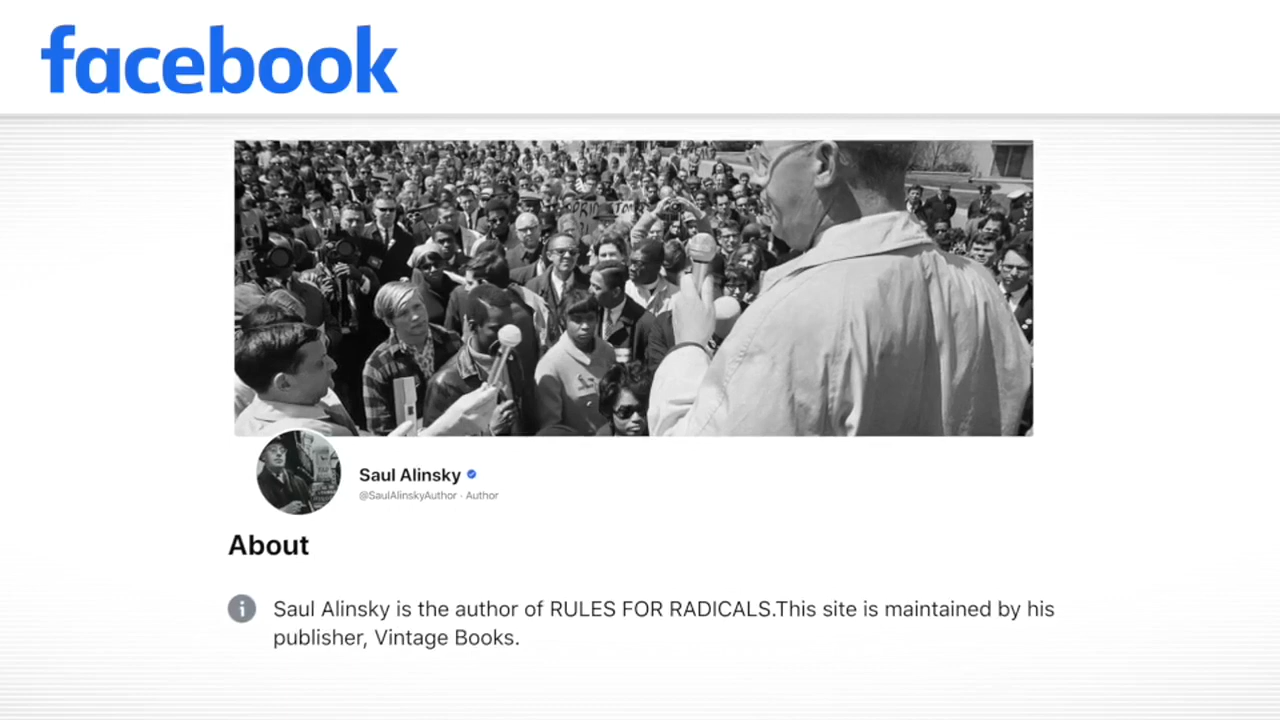 facebook
Saul Alinsky
@SaulAlinskyAuthor · Author
About
Saul Alinsky is the author of RULES FOR RADICALS.This site is maintained by his
publisher, Vintage Books.